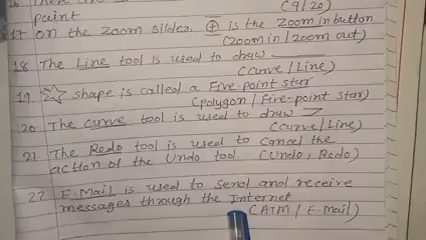 paint (9/20)
17 On the zoom slider, ⊕ is the zoom in button
(zoom in / zoom out)
18 The Line tool is used to draw
(Curve / Line)
19. shape is called a Five-point star
(polygon / Five-point star)
20. The curve tool is used to draw
(Curve / Line)
21. The Redo tool is used to cancel the
action of the Undo tool. (Undo, Redo)
22 E-Mail is used to send and receive
messages through the Internet
(ATM / E-Mail)